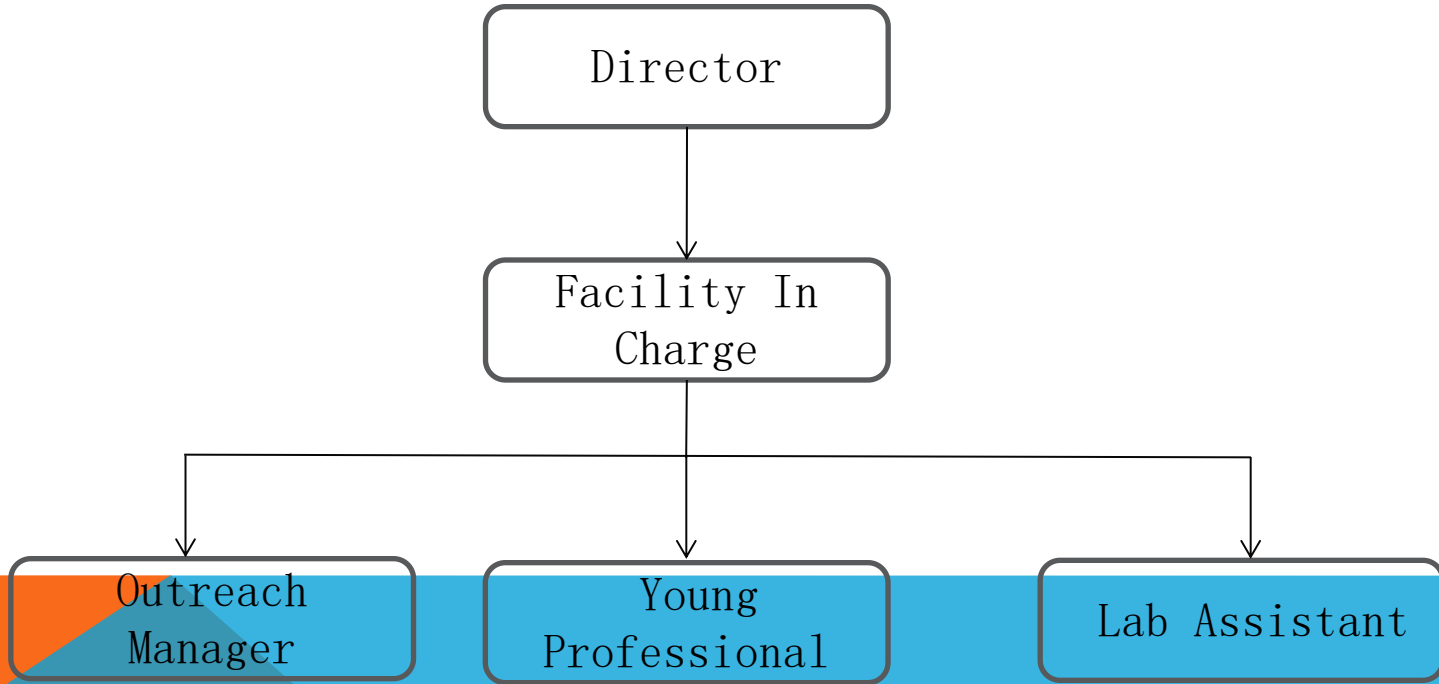 Director
Facility In
Charge
Outreach
Manager
Young
Professional
Lab Assistant